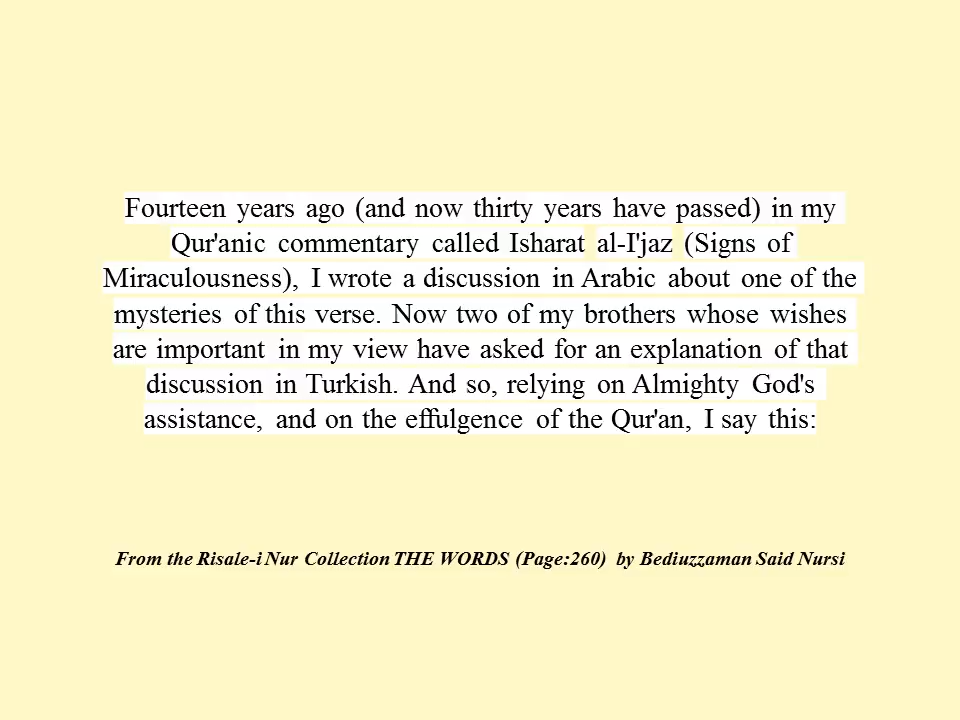 Fourteen years ago (and now thirty years have passed) in my
Qur'anic commentary called Isharat al-I'jaz (Signs of
Miraculousness), I wrote a discussion in Arabic about one of the
mysteries of this verse. Now two of my brothers whose wishes
are important in my view have asked for an explanation of that
discussion in Turkish. And so, relying on Almighty God's
assistance, and on the effulgence of the Qur'an, I say this:
From the Risale-i Nur Collection THE WORDS (Page:260) by Bediuzzaman Said Nursi